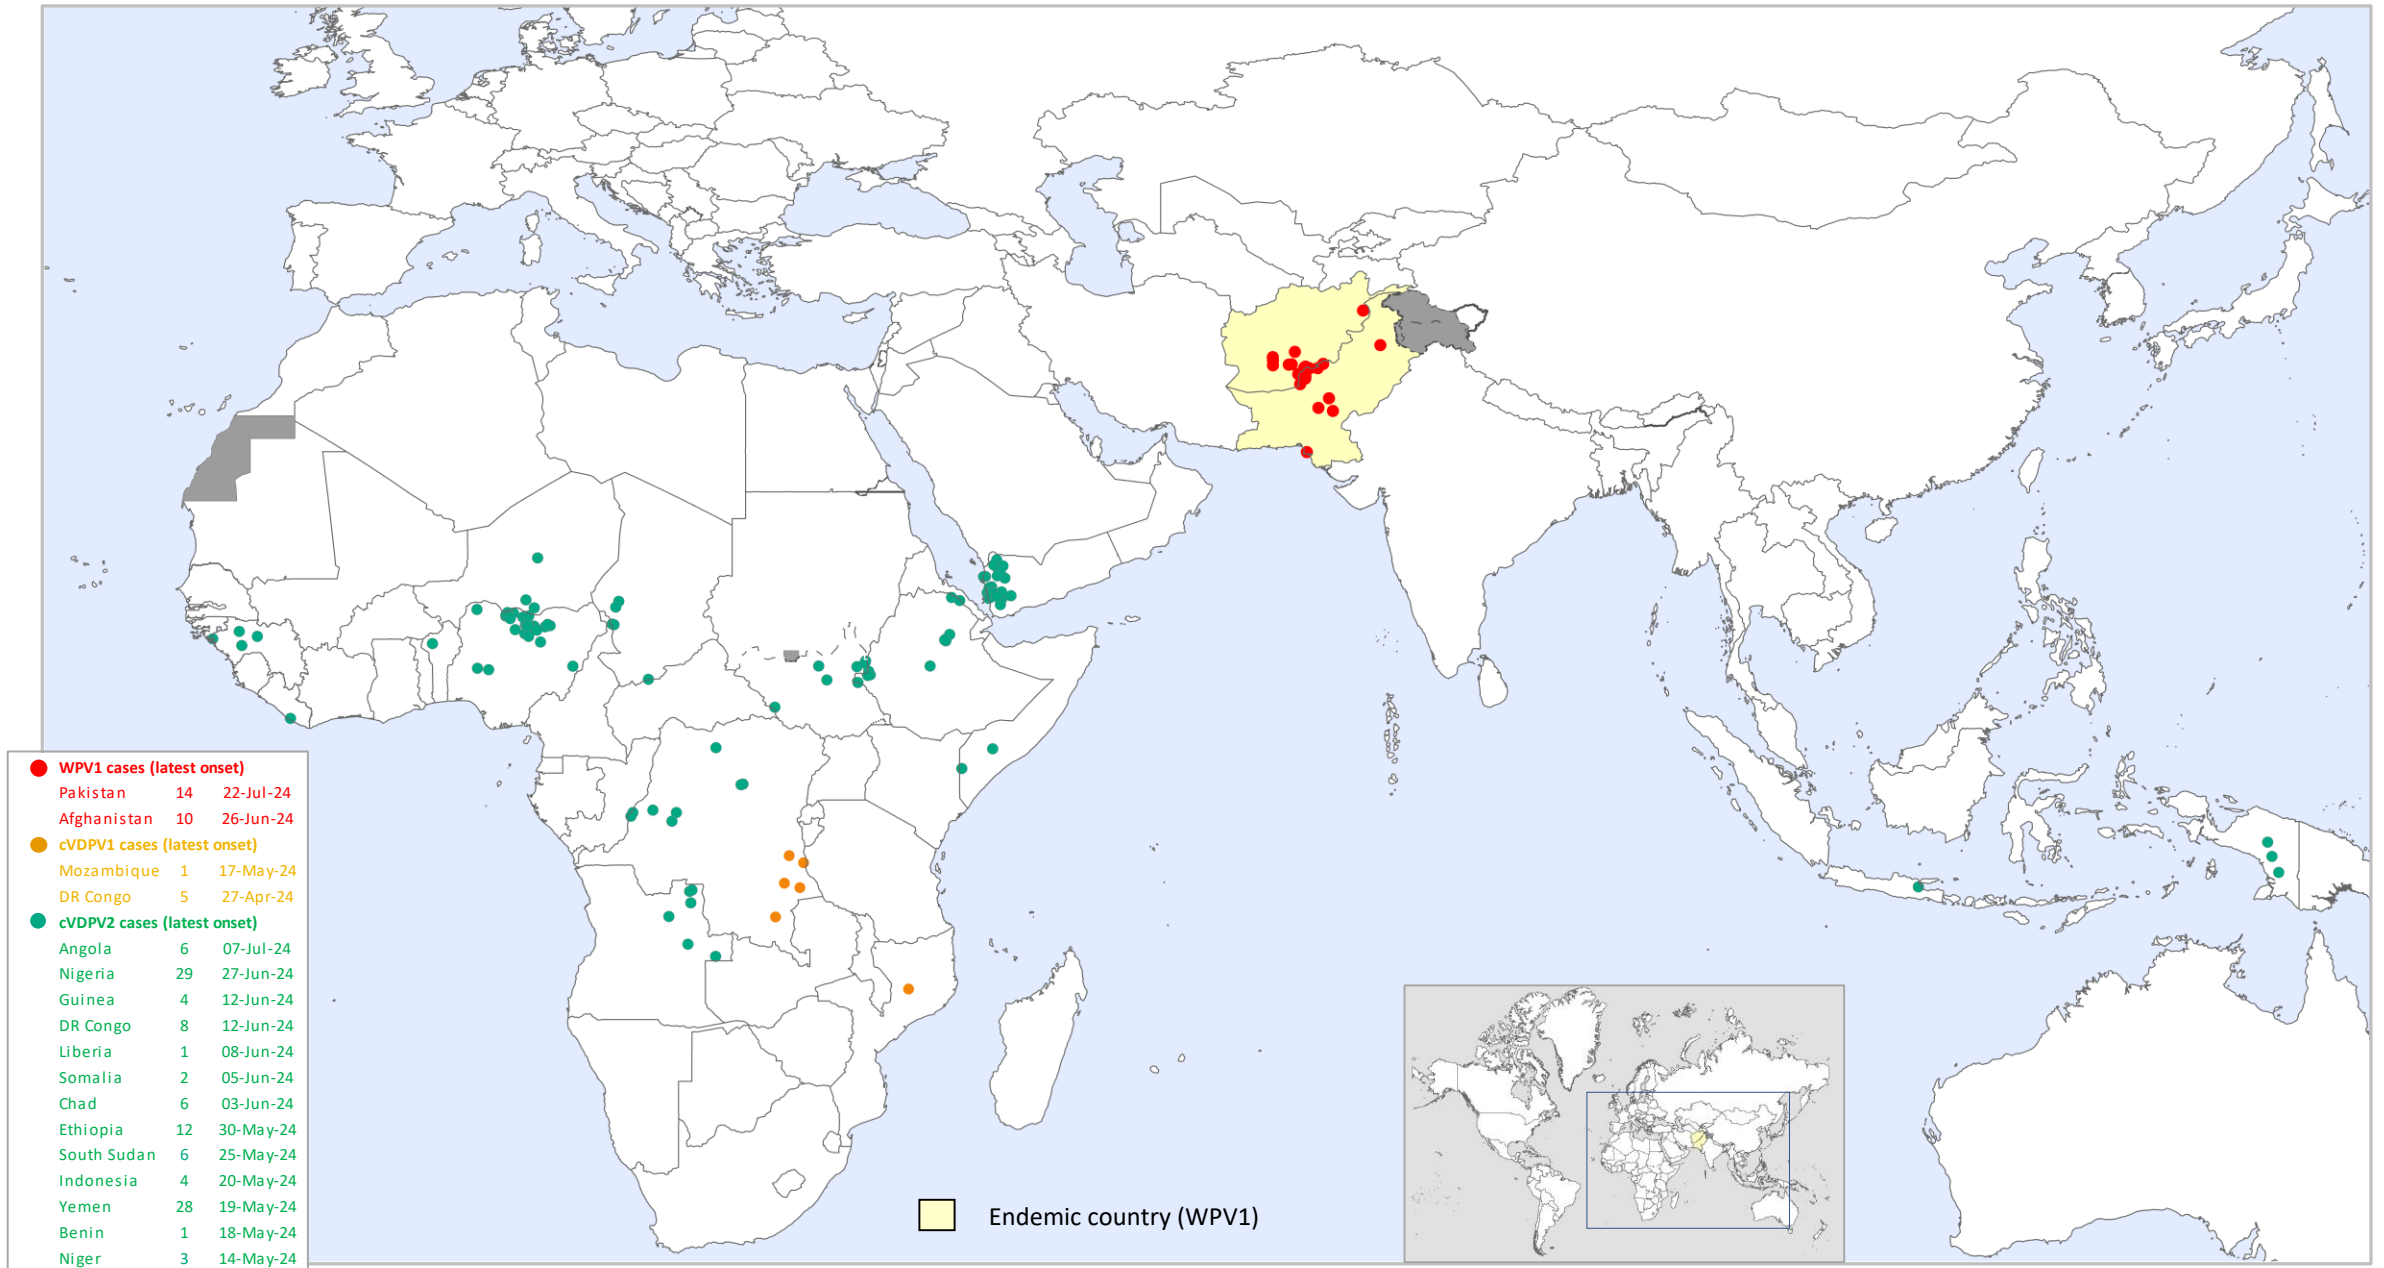 WPV1 cases (latest onset)
Pakistan 14 22-Jul-24
Afghanistan 10 26-Jun-24
cVDPV1 cases (latest onset)
Mozambique 1 17-May-24
DR Congo 5 27-Apr-24
cVDPV2 cases (latest onset)
Angola 6 07-Jul-24
Nigeria 29 27-Jun-24
Guinea 4 12-Jun-24
DR Congo 8 12-Jun-24
Liberia 1 08-Jun-24
Somalia 2 05-Jun-24
Chad 6 03-Jun-24
Ethiopia 12 30-May-24
South Sudan 6 25-May-24
Indonesia 4 20-May-24
Yemen 28 19-May-24
Benin 1 18-May-24
Niger 3 14-May-24
Endemic country (WPV1)